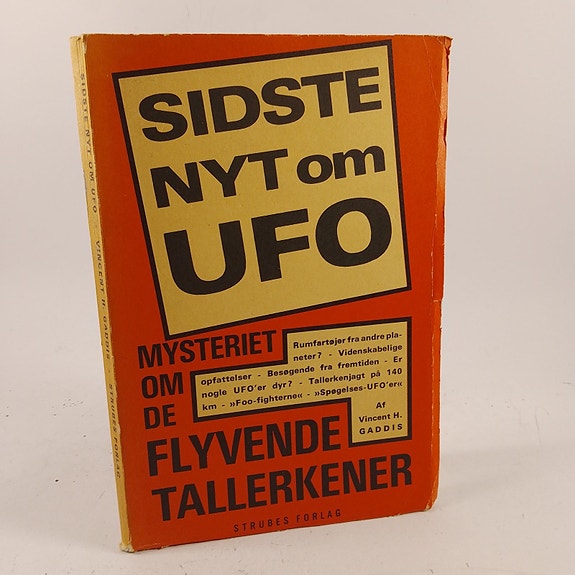 SIDSTE
NYT om
UFO
MYSTERIET
OM
DE
FLYVENDE
TALLERKENER
Rumfartøjer fra andre pla-
neter? - Videnskabelige
opfattelser - Besøgende fra fremtiden - Er
nogle UFO'er dyr? - Tallerkenjagt på 140
km - »Foo-fighterne« - »Spøgelses-UFO'er«
Af
Vincent H.
GADDIS
STRUBES FORLAG
SIDSTE NYT OM UFO - VINCENT H. GADDIS STRUBES FORLAG